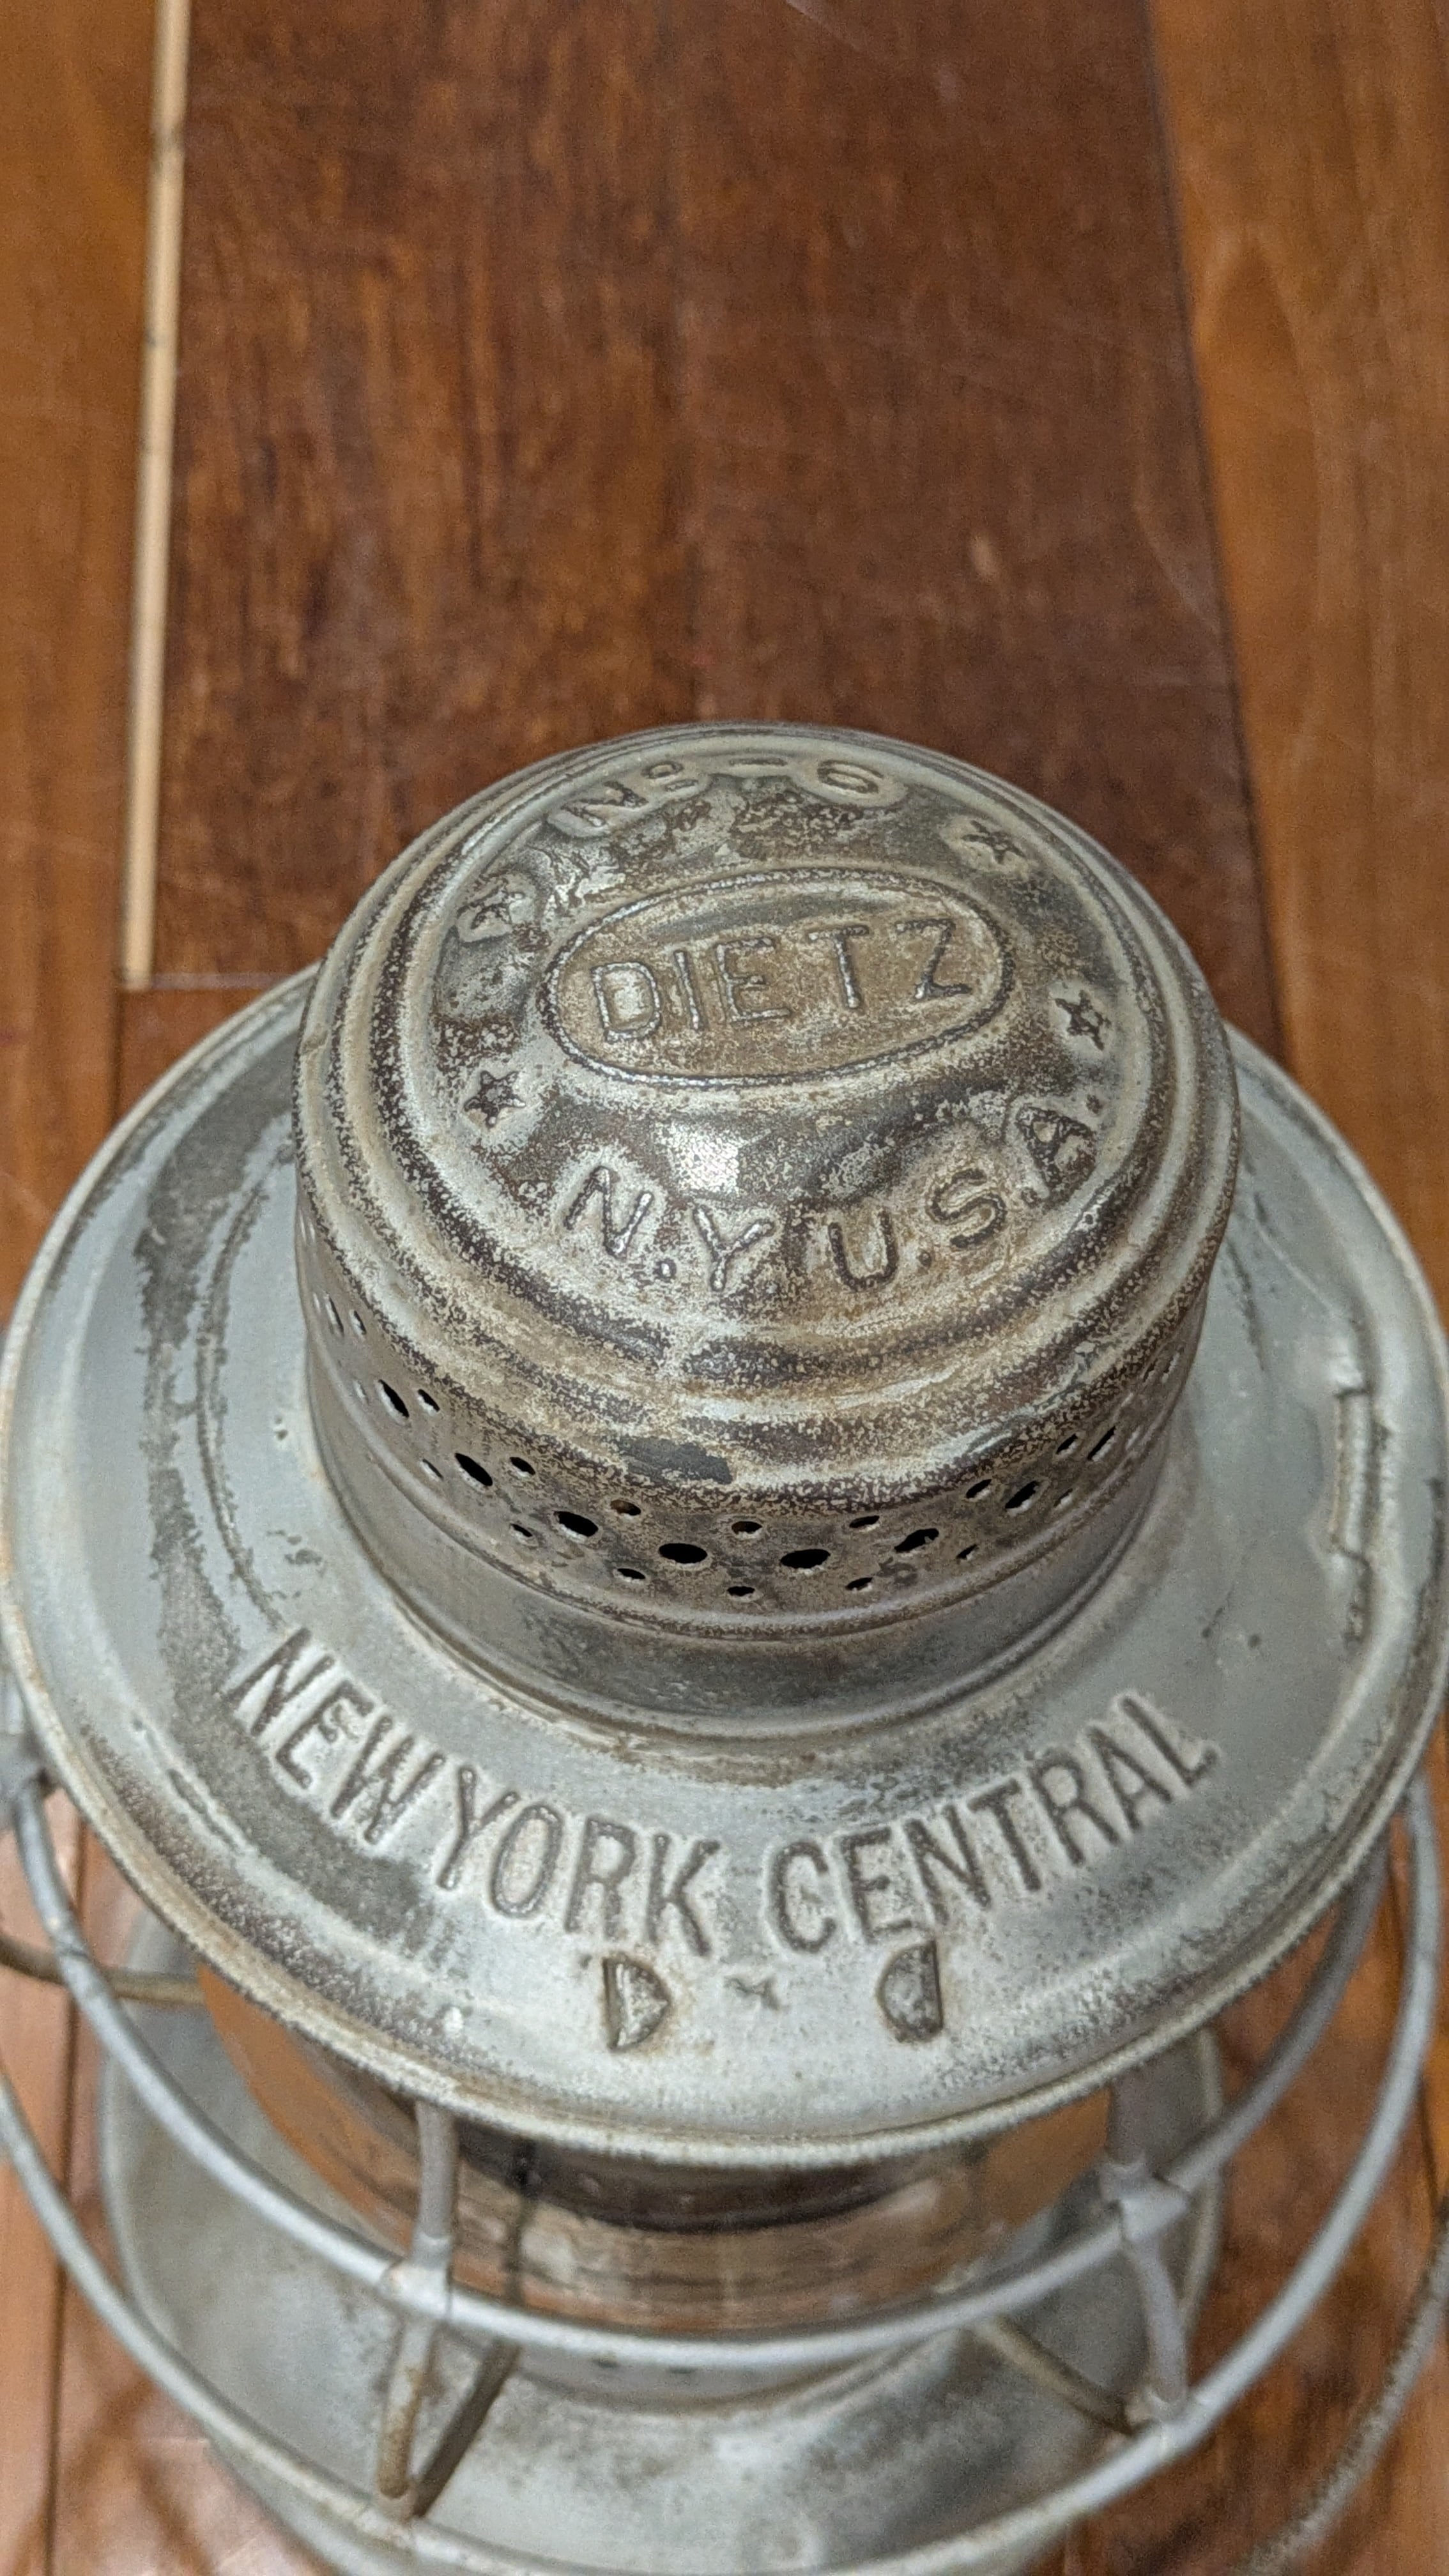 No-6
DIETZ
N.Y. U.S.A.
NEW YORK CENTRAL